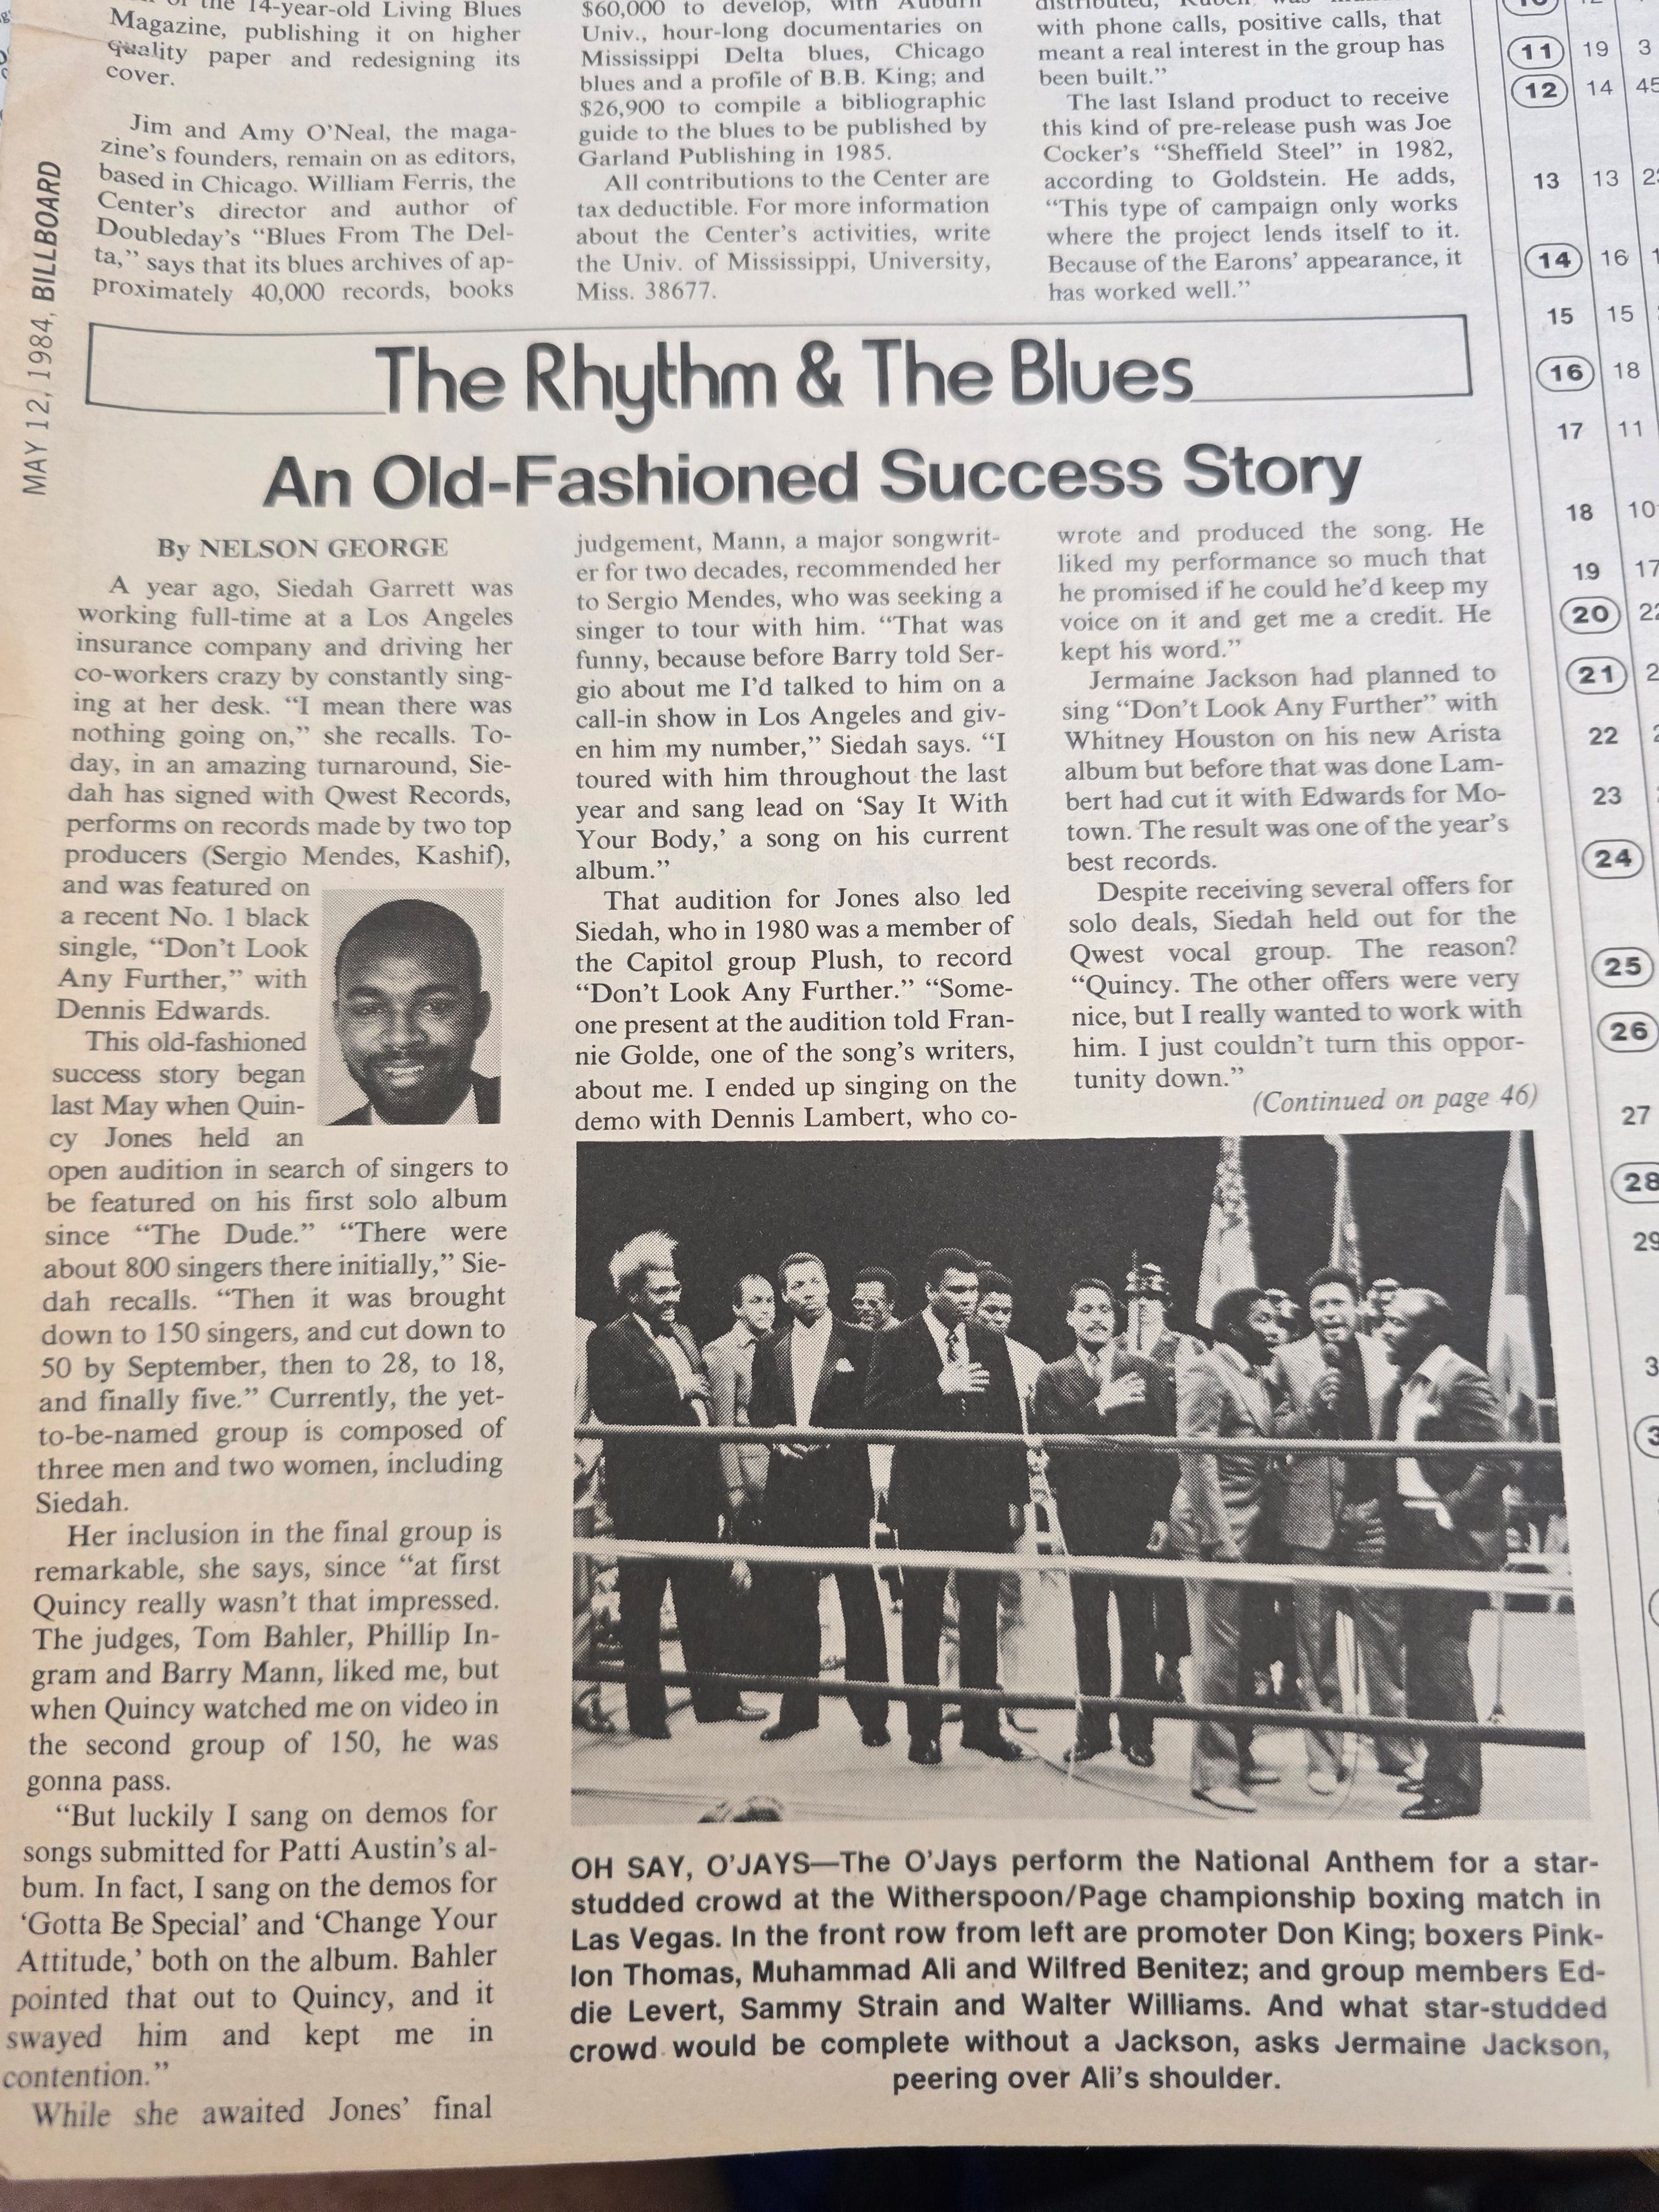 the 14-year-old Living Blues
Magazine, publishing it on higher
quality paper and redesigning its
cover.
Jim and Amy O'Neal, the maga-
zine's founders, remain on as editors,
based in Chicago. William Ferris, the
Center's director and author of
Doubleday's "Blues From The Del-
ta," says that its blues archives of ap-
proximately 40,000 records, books
$60,000 to develop, with Auburn
Univ., hour-long documentaries on
Mississippi Delta blues, Chicago
blues and a profile of B.B. King; and
$26,900 to compile a bibliographic
guide to the blues to be published by
Garland Publishing in 1985.
All contributions to the Center are
tax deductible. For more information
about the Center's activities, write
the Univ. of Mississippi, University,
Miss. 38677.
with phone calls, positive calls, that
meant a real interest in the group has
been built."
The last Island product to receive
this kind of pre-release push was Joe
Cocker's "Sheffield Steel" in 1982,
according to Goldstein. He adds,
"This type of campaign only works
where the project lends itself to it.
Because of the Earons' appearance, it
has worked well."
MAY 12, 1984, BILLBOARD
The Rhythm & The Blues
An Old-Fashioned Success Story
By NELSON GEORGE
A year ago, Siedah Garrett was
working full-time at a Los Angeles
insurance company and driving her
co-workers crazy by constantly sing-
ing at her desk. "I mean there was
nothing going on," she recalls. To-
day, in an amazing turnaround, Sie-
dah has signed with Qwest Records,
performs on records made by two top
producers (Sergio Mendes, Kashif),
and was featured on
a recent No. 1 black
single, "Don't Look
Any Further," with
Dennis Edwards.
This old-fashioned
success story began
last May when Quin-
cy Jones held an
open audition in search of singers to
be featured on his first solo album
since "The Dude." "There were
about 800 singers there initially," Sie-
dah recalls. "Then it was brought
down to 150 singers, and cut down to
50 by September, then to 28, to 18,
and finally five." Currently, the yet-
to-be-named group is composed of
three men and two women, including
Siedah.
Her inclusion in the final group is
remarkable, she says, since "at first
Quincy really wasn't that impressed.
The judges, Tom Bahler, Phillip In-
gram and Barry Mann, liked me, but
when Quincy watched me on video in
the second group of 150, he was
gonna pass.
"But luckily I sang on demos for
songs submitted for Patti Austin's al-
bum. In fact, I sang on the demos for
'Gotta Be Special' and 'Change Your
Attitude,' both on the album. Bahler
pointed that out to Quincy, and it
swayed him and kept me in
contention."
While she awaited Jones' final
judgement, Mann, a major songwrit-
er for two decades, recommended her
to Sergio Mendes, who was seeking a
singer to tour with him. "That was
funny, because before Barry told Ser-
gio about me I'd talked to him on a
call-in show in Los Angeles and giv-
en him my number," Siedah says. "I
toured with him throughout the last
year and sang lead on 'Say It With
Your Body,' a song on his current
album."
That audition for Jones also led
Siedah, who in 1980 was a member of
the Capitol group Plush, to record
"Don't Look Any Further." "Some-
one present at the audition told Fran-
nie Golde, one of the song's writers,
about me. I ended up singing on the
demo with Dennis Lambert, who co-
wrote and produced the song. He
liked my performance so much that
he promised if he could he'd keep my
voice on it and get me a credit. He
kept his word."
Jermaine Jackson had planned to
sing "Don't Look Any Further" with
Whitney Houston on his new Arista
album but before that was done Lam-
bert had cut it with Edwards for Mo-
town. The result was one of the year's
best records.
Despite receiving several offers for
solo deals, Siedah held out for the
Qwest vocal group. The reason?
"Quincy. The other offers were very
nice, but I really wanted to work with
him. I just couldn't turn this oppor-
tunity down."
(Continued on page 46)
OH SAY, O'JAYS—The O'Jays perform the National Anthem for a star-
studded crowd at the Witherspoon/Page championship boxing match in
Las Vegas. In the front row from left are promoter Don King; boxers Pink-
lon Thomas, Muhammad Ali and Wilfred Benitez; and group members Ed-
die Levert, Sammy Strain and Walter Williams. And what star-studded
crowd would be complete without a Jackson, asks Jermaine Jackson,
peering over Ali's shoulder.
11 19 3
12 14 45
13 13
14 16
15 15
16 18
17 11
18 10
19 17
20
21
22
23
24
25
26
27
28
29